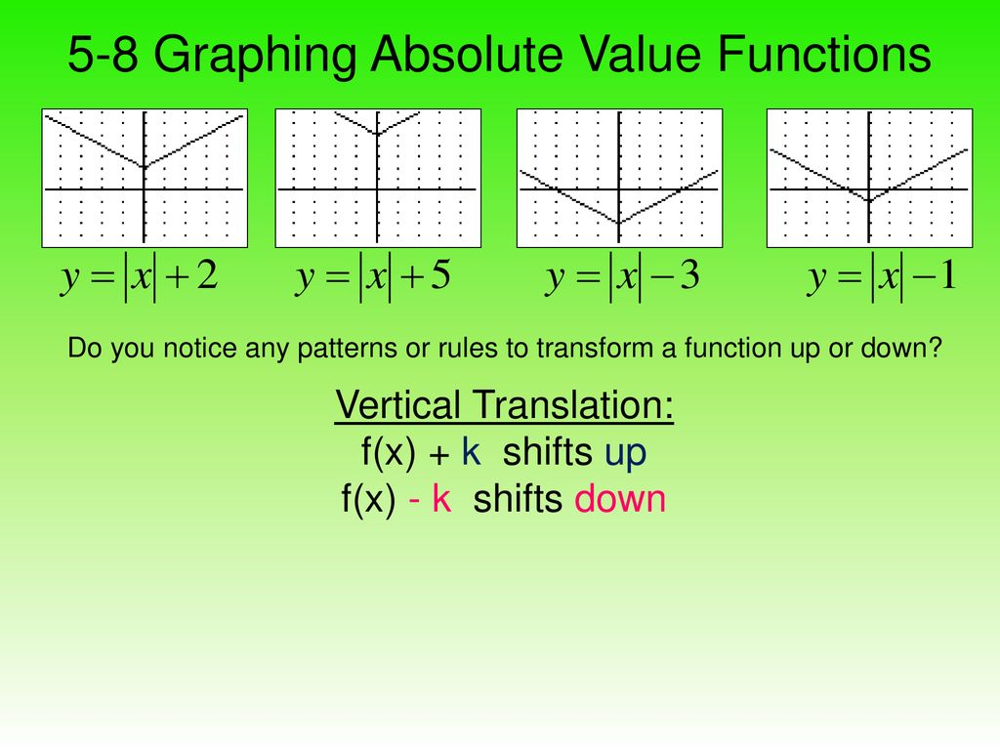 5-8 Graphing Absolute Value Functions
y = |x| + 2 y = |x| + 5 y = |x| − 3 y = |x| − 1
Do you notice any patterns or rules to transform a function up or down?
Vertical Translation:
f(x) + k shifts up
f(x) - k shifts down